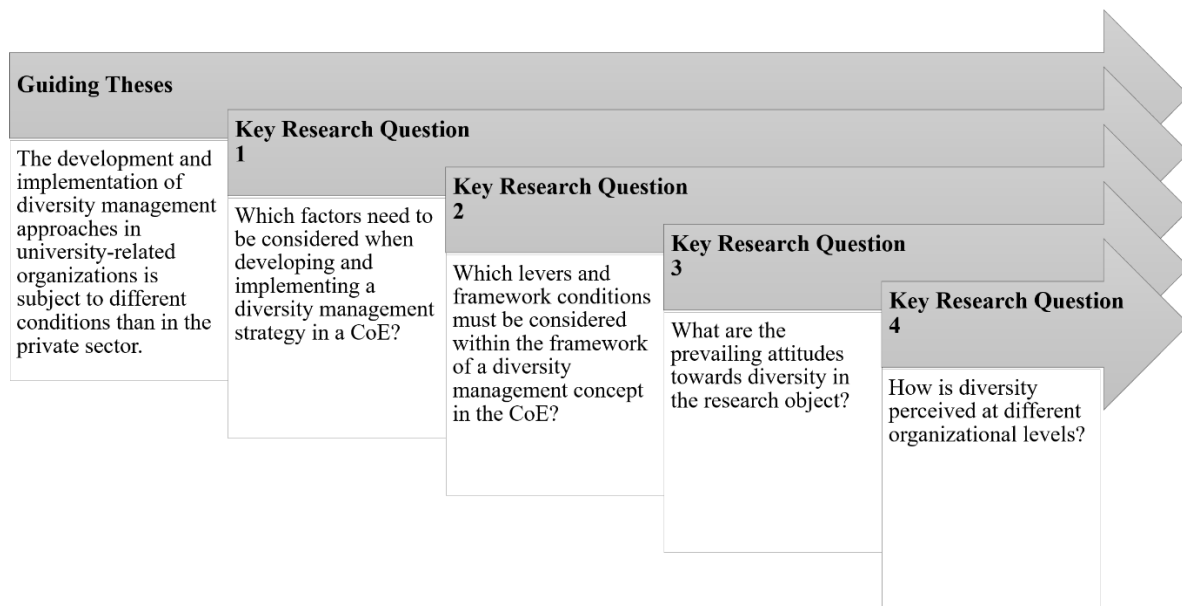 Guiding Theses
The development and
implementation of
diversity management
approaches in
university-related
organizations is
subject to different
conditions than in the
private sector.
Key Research Question
1
Which factors need to
be considered when
developing and
implementing a
diversity management
strategy in a CoE?
Key Research Question
2
Which levers and
framework conditions
must be considered
within the framework
of a diversity
management concept
in the CoE?
Key Research Question
3
What are the
prevailing attitudes
towards diversity in
the research object?
Key Research Question
4
How is diversity
perceived at different
organizational levels?